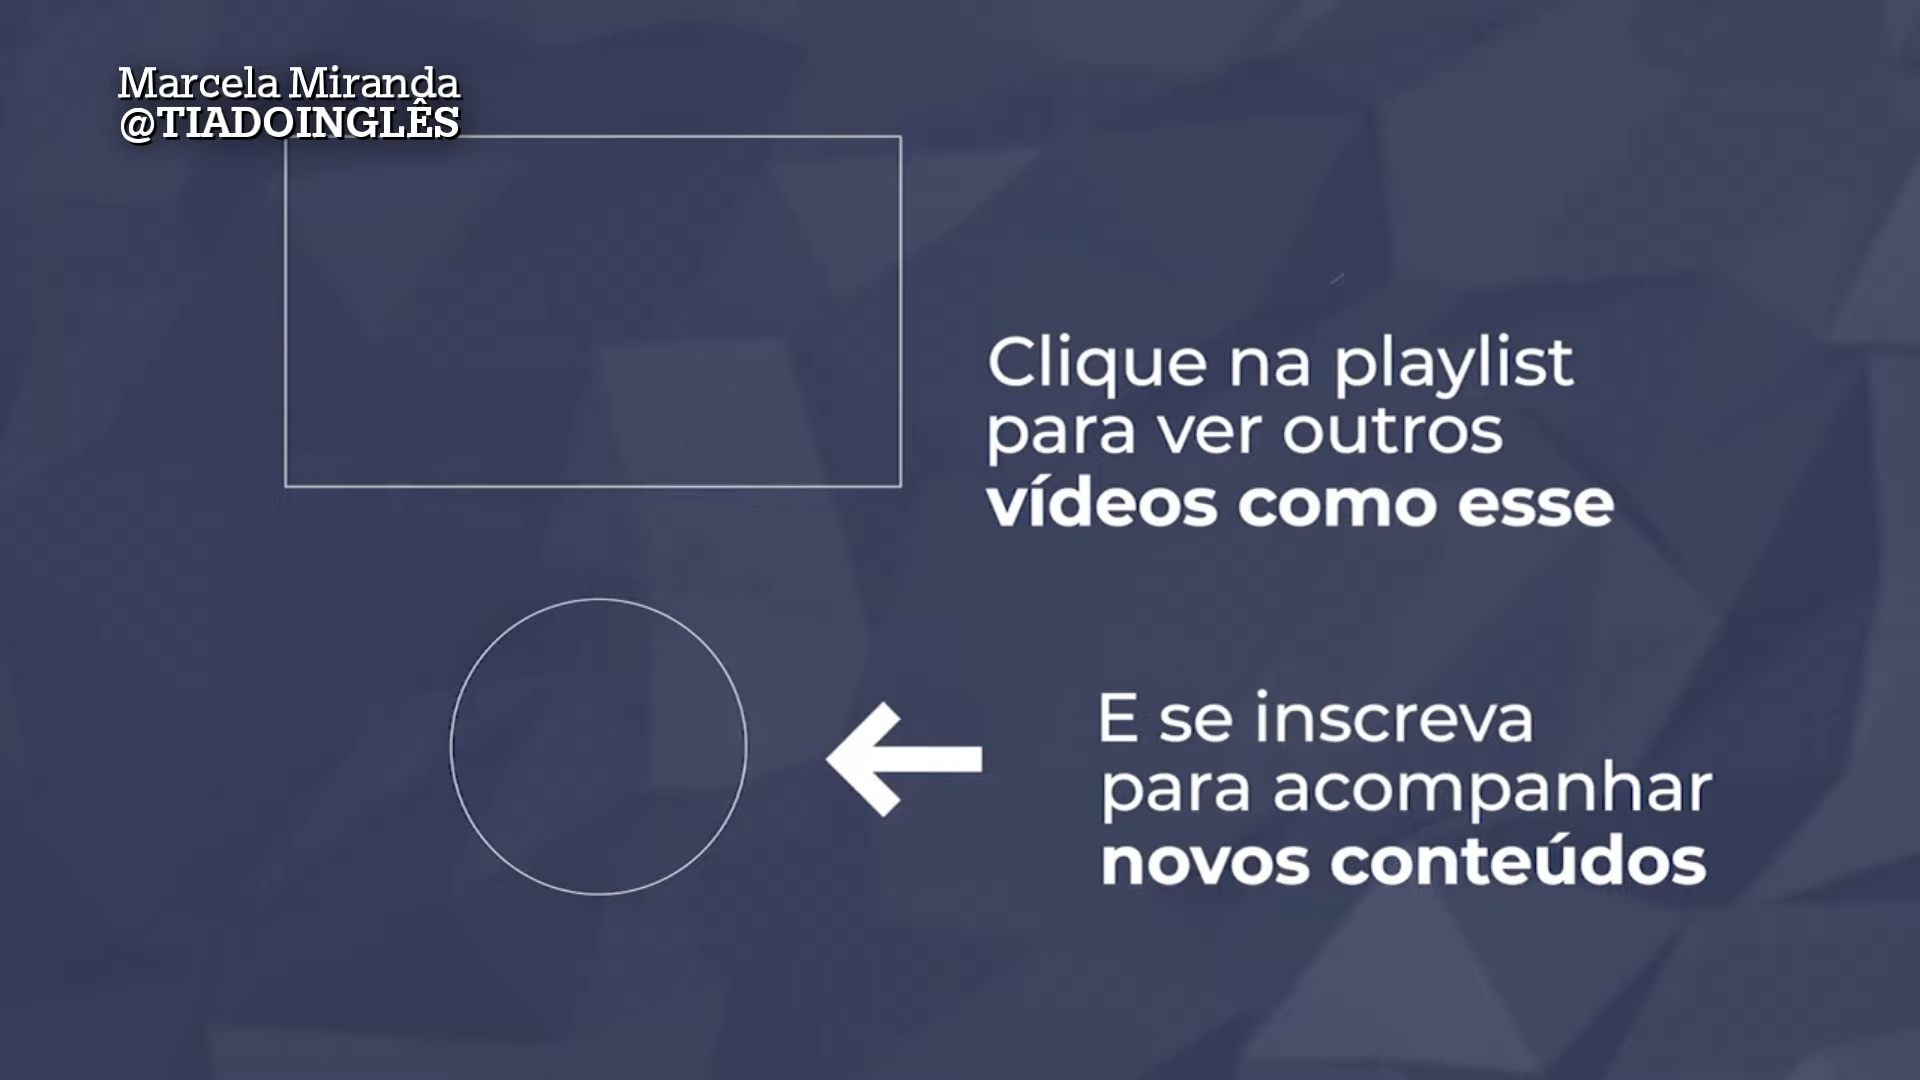 Marcela Miranda
@TIADOINGLÊS
Clique na playlist
para ver outros
vídeos como esse
E se inscreva
para acompanhar
novos conteúdos